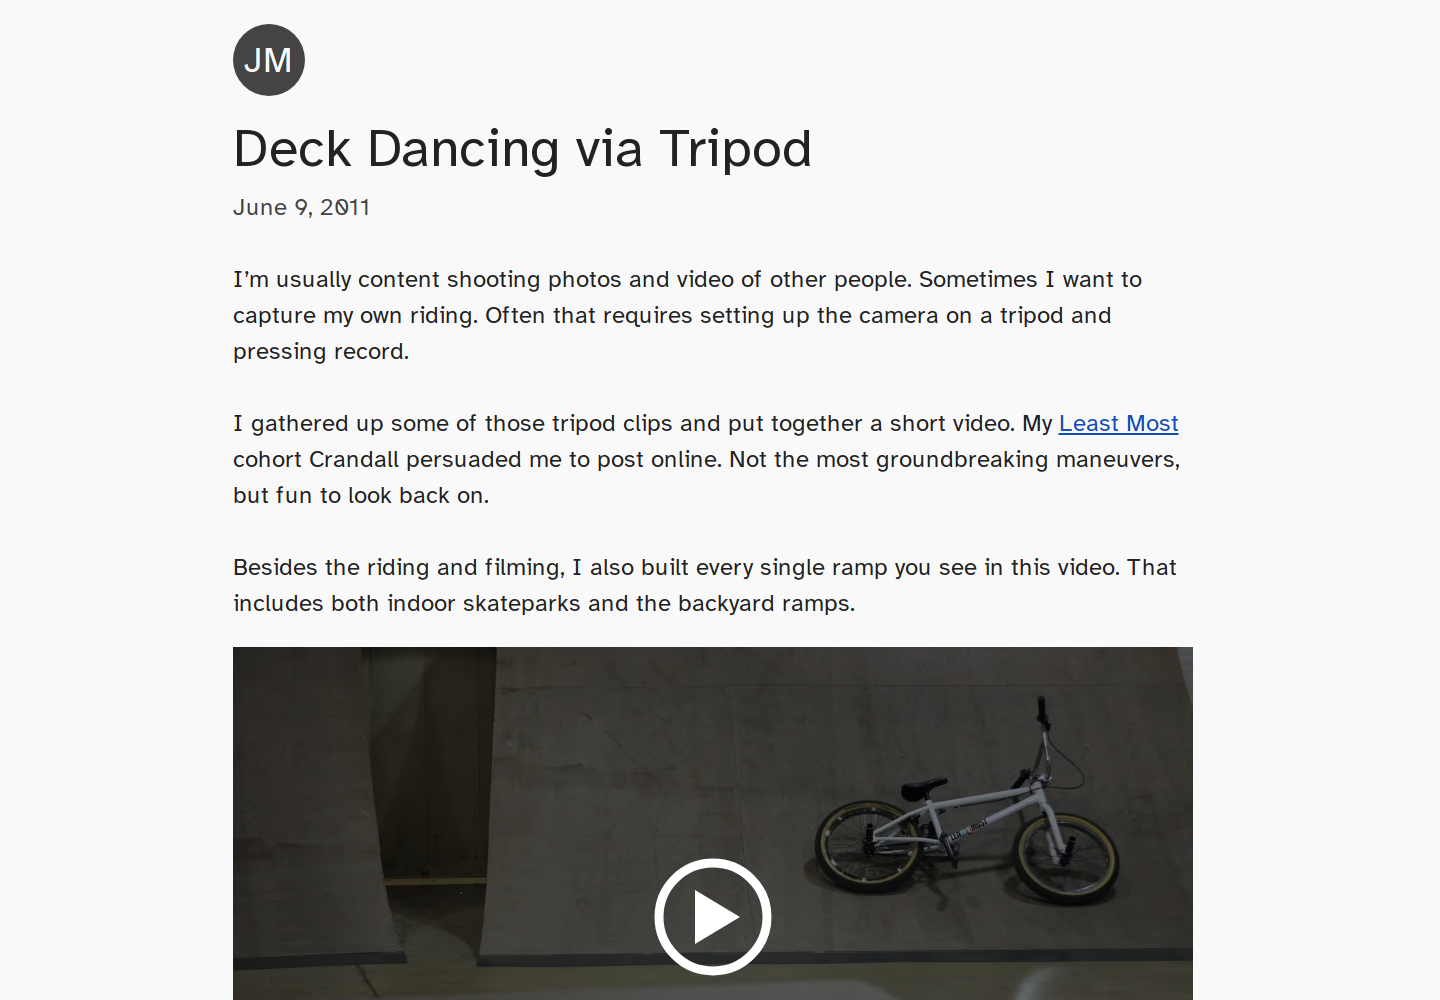 JM
Deck Dancing via Tripod
June 9, 2011
I’m usually content shooting photos and video of other people. Sometimes I want to
capture my own riding. Often that requires setting up the camera on a tripod and
pressing record.
I gathered up some of those tripod clips and put together a short video. My Least Most
cohort Crandall persuaded me to post online. Not the most groundbreaking maneuvers,
but fun to look back on.
Besides the riding and filming, I also built every single ramp you see in this video. That
includes both indoor skateparks and the backyard ramps.